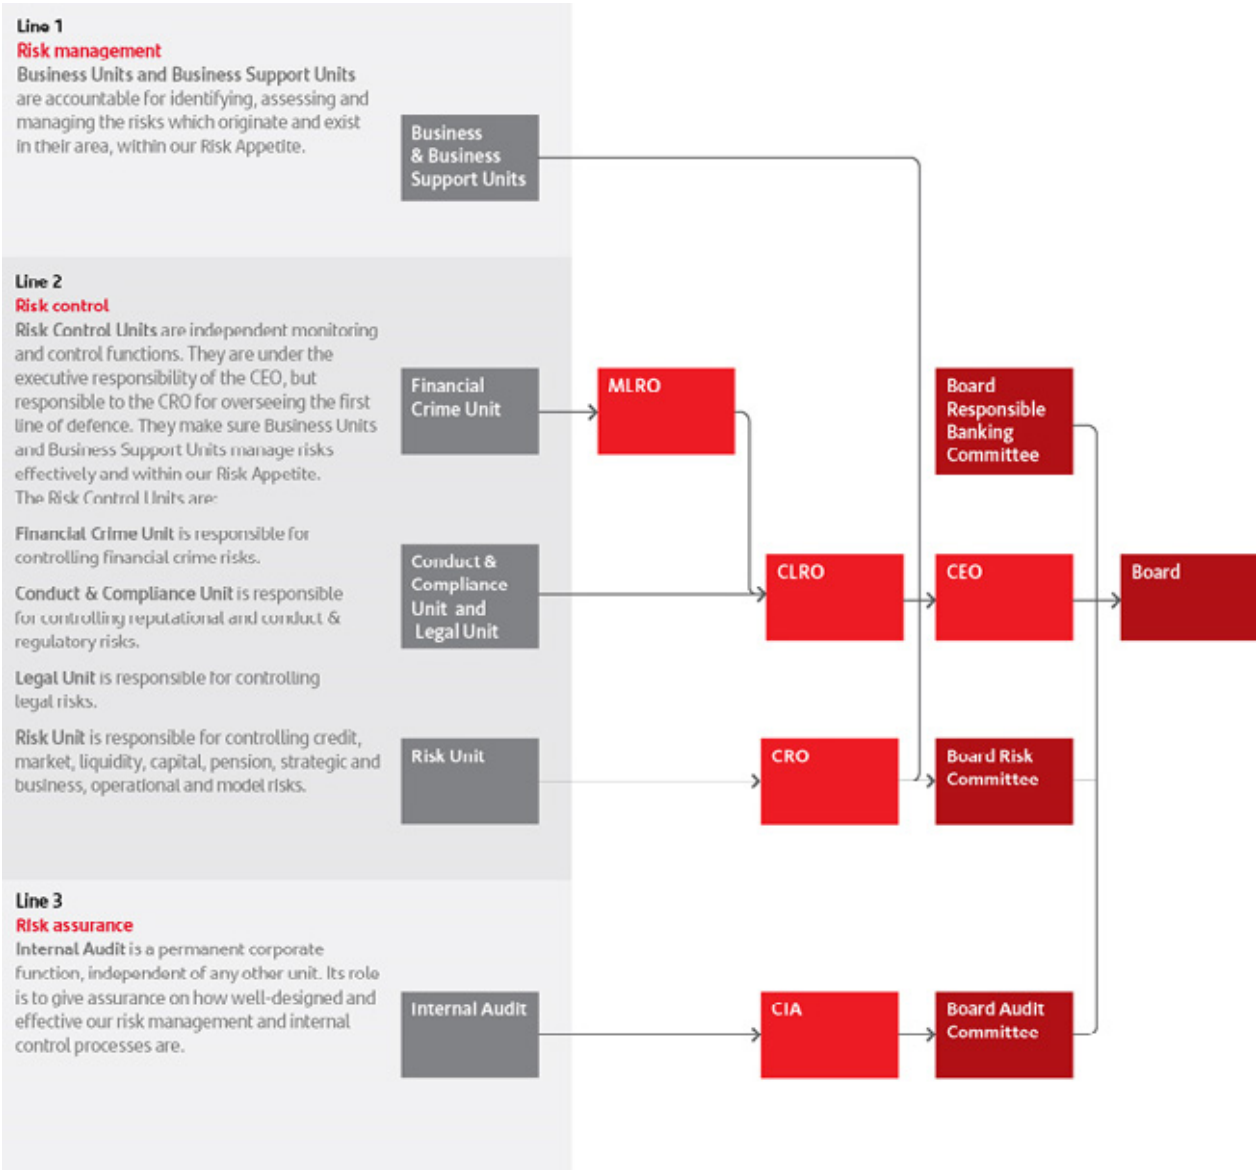 Line 1
Risk management
Business Units and Business Support Units
are accountable for identifying, assessing and
managing the risks which originate and exist
in their area, within our Risk Appetite.
Business
& Business
Support Units
Line 2
Risk control
Risk Control Units are independent monitoring
and control functions. They are under the
executive responsibility of the CEO, but
responsible to the CRO for overseeing the first
line of defence. They make sure Business Units
and Business Support Units manage risks
effectively and within our Risk Appetite.
The Risk Control Units are:
Financial Crime Unit is responsible for
controlling financial crime risks.
Conduct & Compliance Unit is responsible
for controlling reputational and conduct &
regulatory risks.
Legal Unit is responsible for controlling
legal risks.
Risk Unit is responsible for controlling credit,
market, liquidity, capital, pension, strategic and
business, operational and model risks.
Financial
Crime Unit
MLRO
Board
Responsible
Banking
Committee
Conduct &
Compliance
Unit and
Legal Unit
CLRO
CEO
Board
Risk Unit
CRO
Board Risk
Committee
Line 3
Risk assurance
Internal Audit is a permanent corporate
function, independent of any other unit. Its role
is to give assurance on how well-designed and
effective our risk management and internal
control processes are.
Internal Audit
CIA
Board Audit
Committee